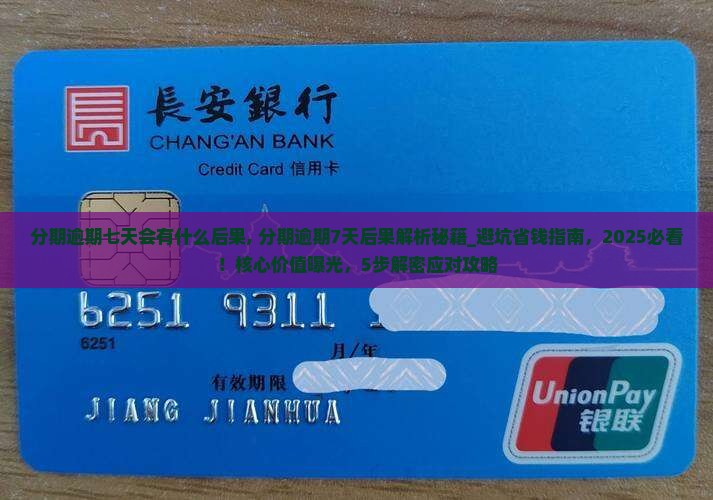 長安銀行
CHANG'AN BANK
Credit Card 信用卡
分期逾期七天会有什么后果, 分期逾期7天后果解析秘籍_避坑省钱指南，2025必看
！核心价值曝光，5步解密应对攻略
6251 9311 1
6251
月/年
有效期限
JIANG JIANHUA
UnionPay
银联